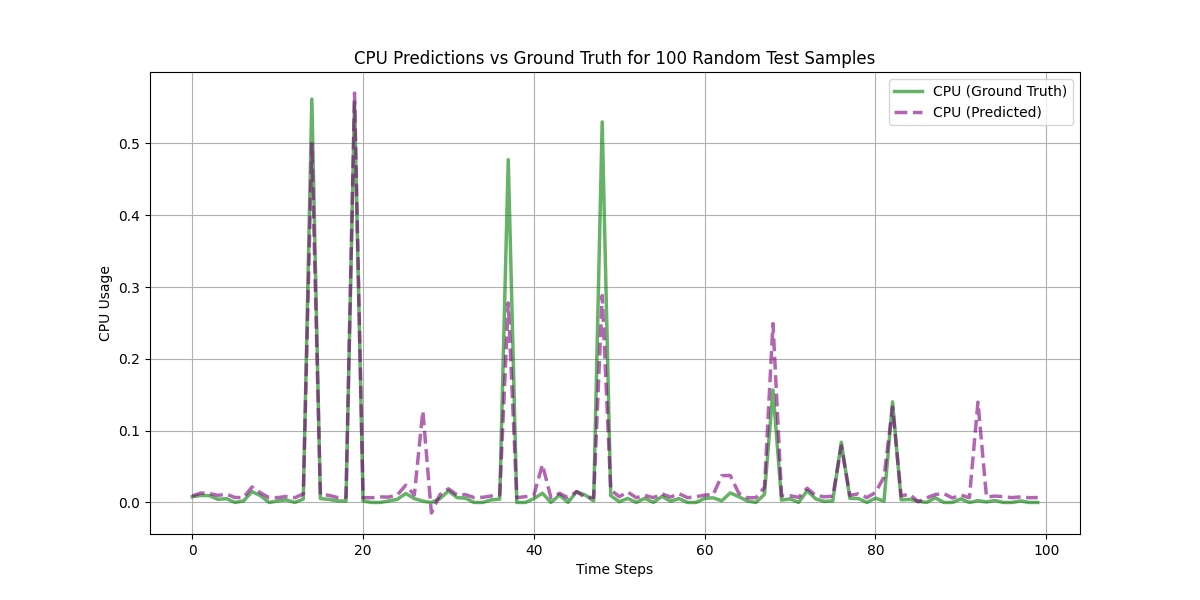 CPU Predictions vs Ground Truth for 100 Random Test Samples
CPU (Ground Truth)
CPU (Predicted)
0.5
0.4
0.3
0.2
0.1
0.0
CPU Usage
0 20 40 60 80 100
Time Steps